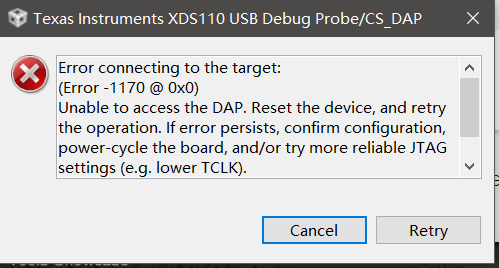 Texas Instruments XDS110 USB Debug Probe/CS_DAP
Error connecting to the target:
(Error -1170 @ 0x0)
Unable to access the DAP. Reset the device, and retry
the operation. If error persists, confirm configuration,
power-cycle the board, and/or try more reliable JTAG
settings (e.g. lower TCLK).
Cancel
Retry